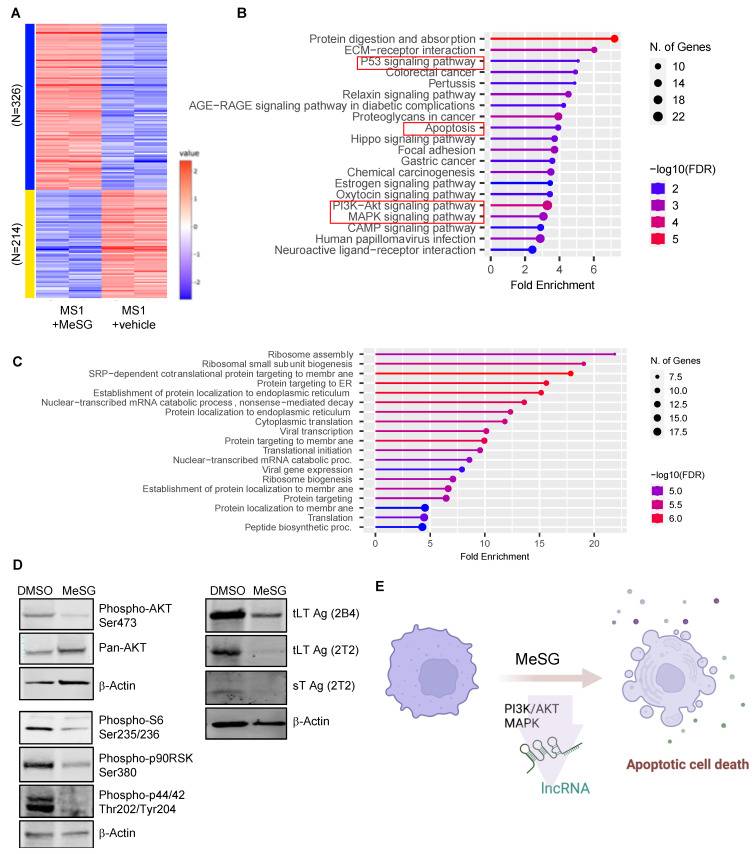 A
(N=326)
(N=214)
value
2
1
0
-1
-2
MS1
+MeSG
MS1
+vehicle
B
Protein digestion and absorption
ECM-receptor interaction
P53 signaling pathway
Colorectal cancer
Pertussis
Relaxin signaling pathway
AGE-RAGE signaling pathway in diabetic complications
Proteoglycans in cancer
Apoptosis
Hippo signaling pathway
Focal adhesion
Gastric cancer
Chemical carcinogenesis
Estrogen signaling pathway
Oxytocin signaling pathway
PI3K-Akt signaling pathway
MAPK signaling pathway
CAMP signaling pathway
Human papillomavirus infection
Neuroactive ligand-receptor interaction
0 2 4 6
Fold Enrichment
N. of Genes
10
14
18
22
-log10(FDR)
2
3
4
5
C
Ribosome assembly
Ribosomal small subunit biogenesis
SRP-dependent cotranslational protein targeting to membrane
Protein targeting to ER
Establishment of protein localization to endoplasmic reticulum
Nuclear-transcribed mRNA catabolic process, nonsense-mediated decay
Protein localization to endoplasmic reticulum
Cytoplasmic translation
Viral transcription
Protein targeting to membrane
Translational initiation
Nuclear-transcribed mRNA catabolic proc.
Viral gene expression
Ribosome biogenesis
Establishment of protein localization to membrane
Protein targeting
Protein localization to membrane
Translation
Peptide biosynthetic proc.
0 5 10 15 20
Fold Enrichment
N. of Genes
7.5
10.0
12.5
15.0
17.5
-log10(FDR)
5.0
5.5
6.0
D
DMSO MeSG
Phospho-AKT
Ser473
Pan-AKT
β-Actin
Phospho-S6
Ser235/236
Phospho-p90RSK
Ser380
Phospho-p44/42
Thr202/Tyr204
β-Actin
DMSO MeSG
tLT Ag (2B4)
tLT Ag (2T2)
sT Ag (2T2)
β-Actin
E
MeSG
PI3K/AKT
MAPK
lncRNA
Apoptotic cell death